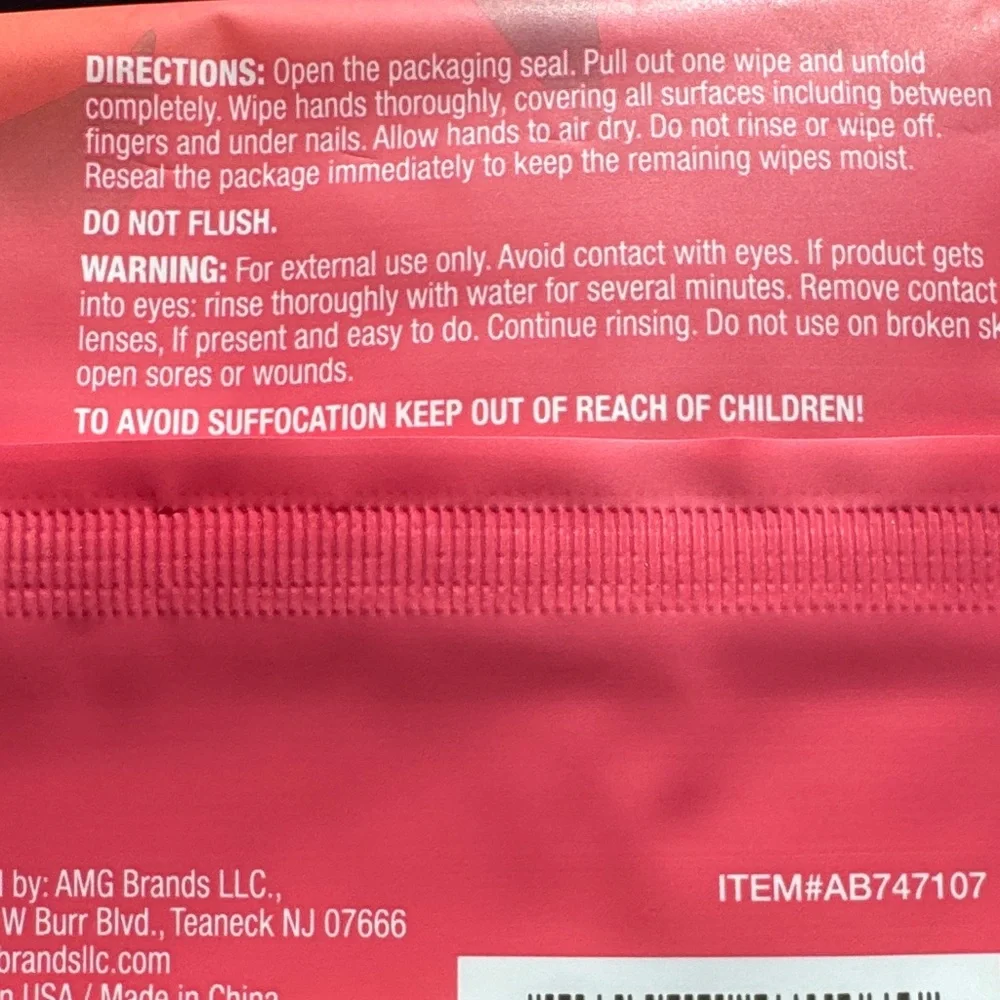 DIRECTIONS: Open the packaging seal. Pull out one wipe and unfold
completely. Wipe hands thoroughly, covering all surfaces including between
fingers and under nails. Allow hands to air dry. Do not rinse or wipe off.
Reseal the package immediately to keep the remaining wipes moist.
DO NOT FLUSH.
WARNING: For external use only. Avoid contact with eyes. If product gets
into eyes: rinse thoroughly with water for several minutes. Remove contact
lenses, If present and easy to do. Continue rinsing. Do not use on broken
open sores or wounds.
TO AVOID SUFFOCATION KEEP OUT OF REACH OF CHILDREN!
by: AMG Brands LLC.,
W Burr Blvd., Teaneck NJ 07666
brandsllc.com
USA / Made in China
ITEM#AB747107